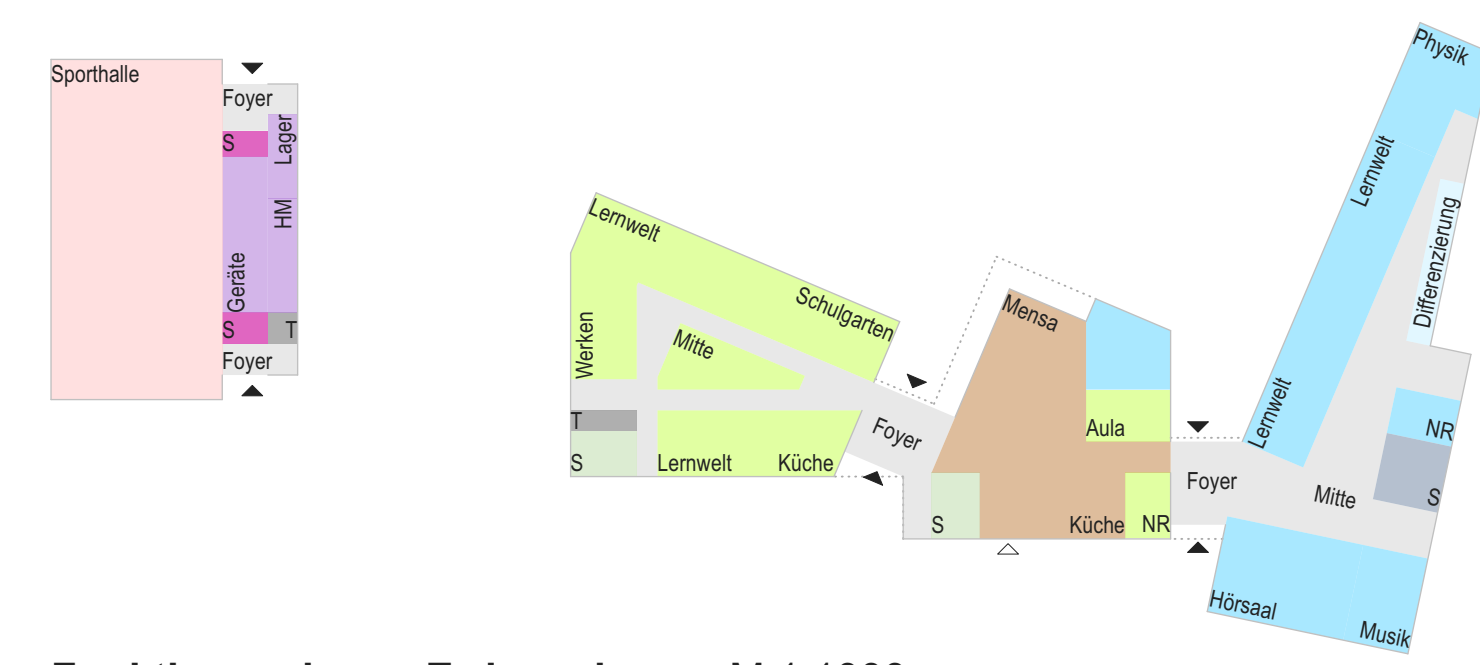 Sporthalle
Foyer
S
Lager
HM
Geräte
S
T
Foyer
Lernwelt
Schulgarten
Werken
Mitte
T
S
Lernwelt
Küche
Foyer
Mensa
Aula
S
Küche
NR
Foyer
Physik
Lernwelt
Differenzierung
Lernwelt
NR
Mitte
S
Hörsaal
Musik